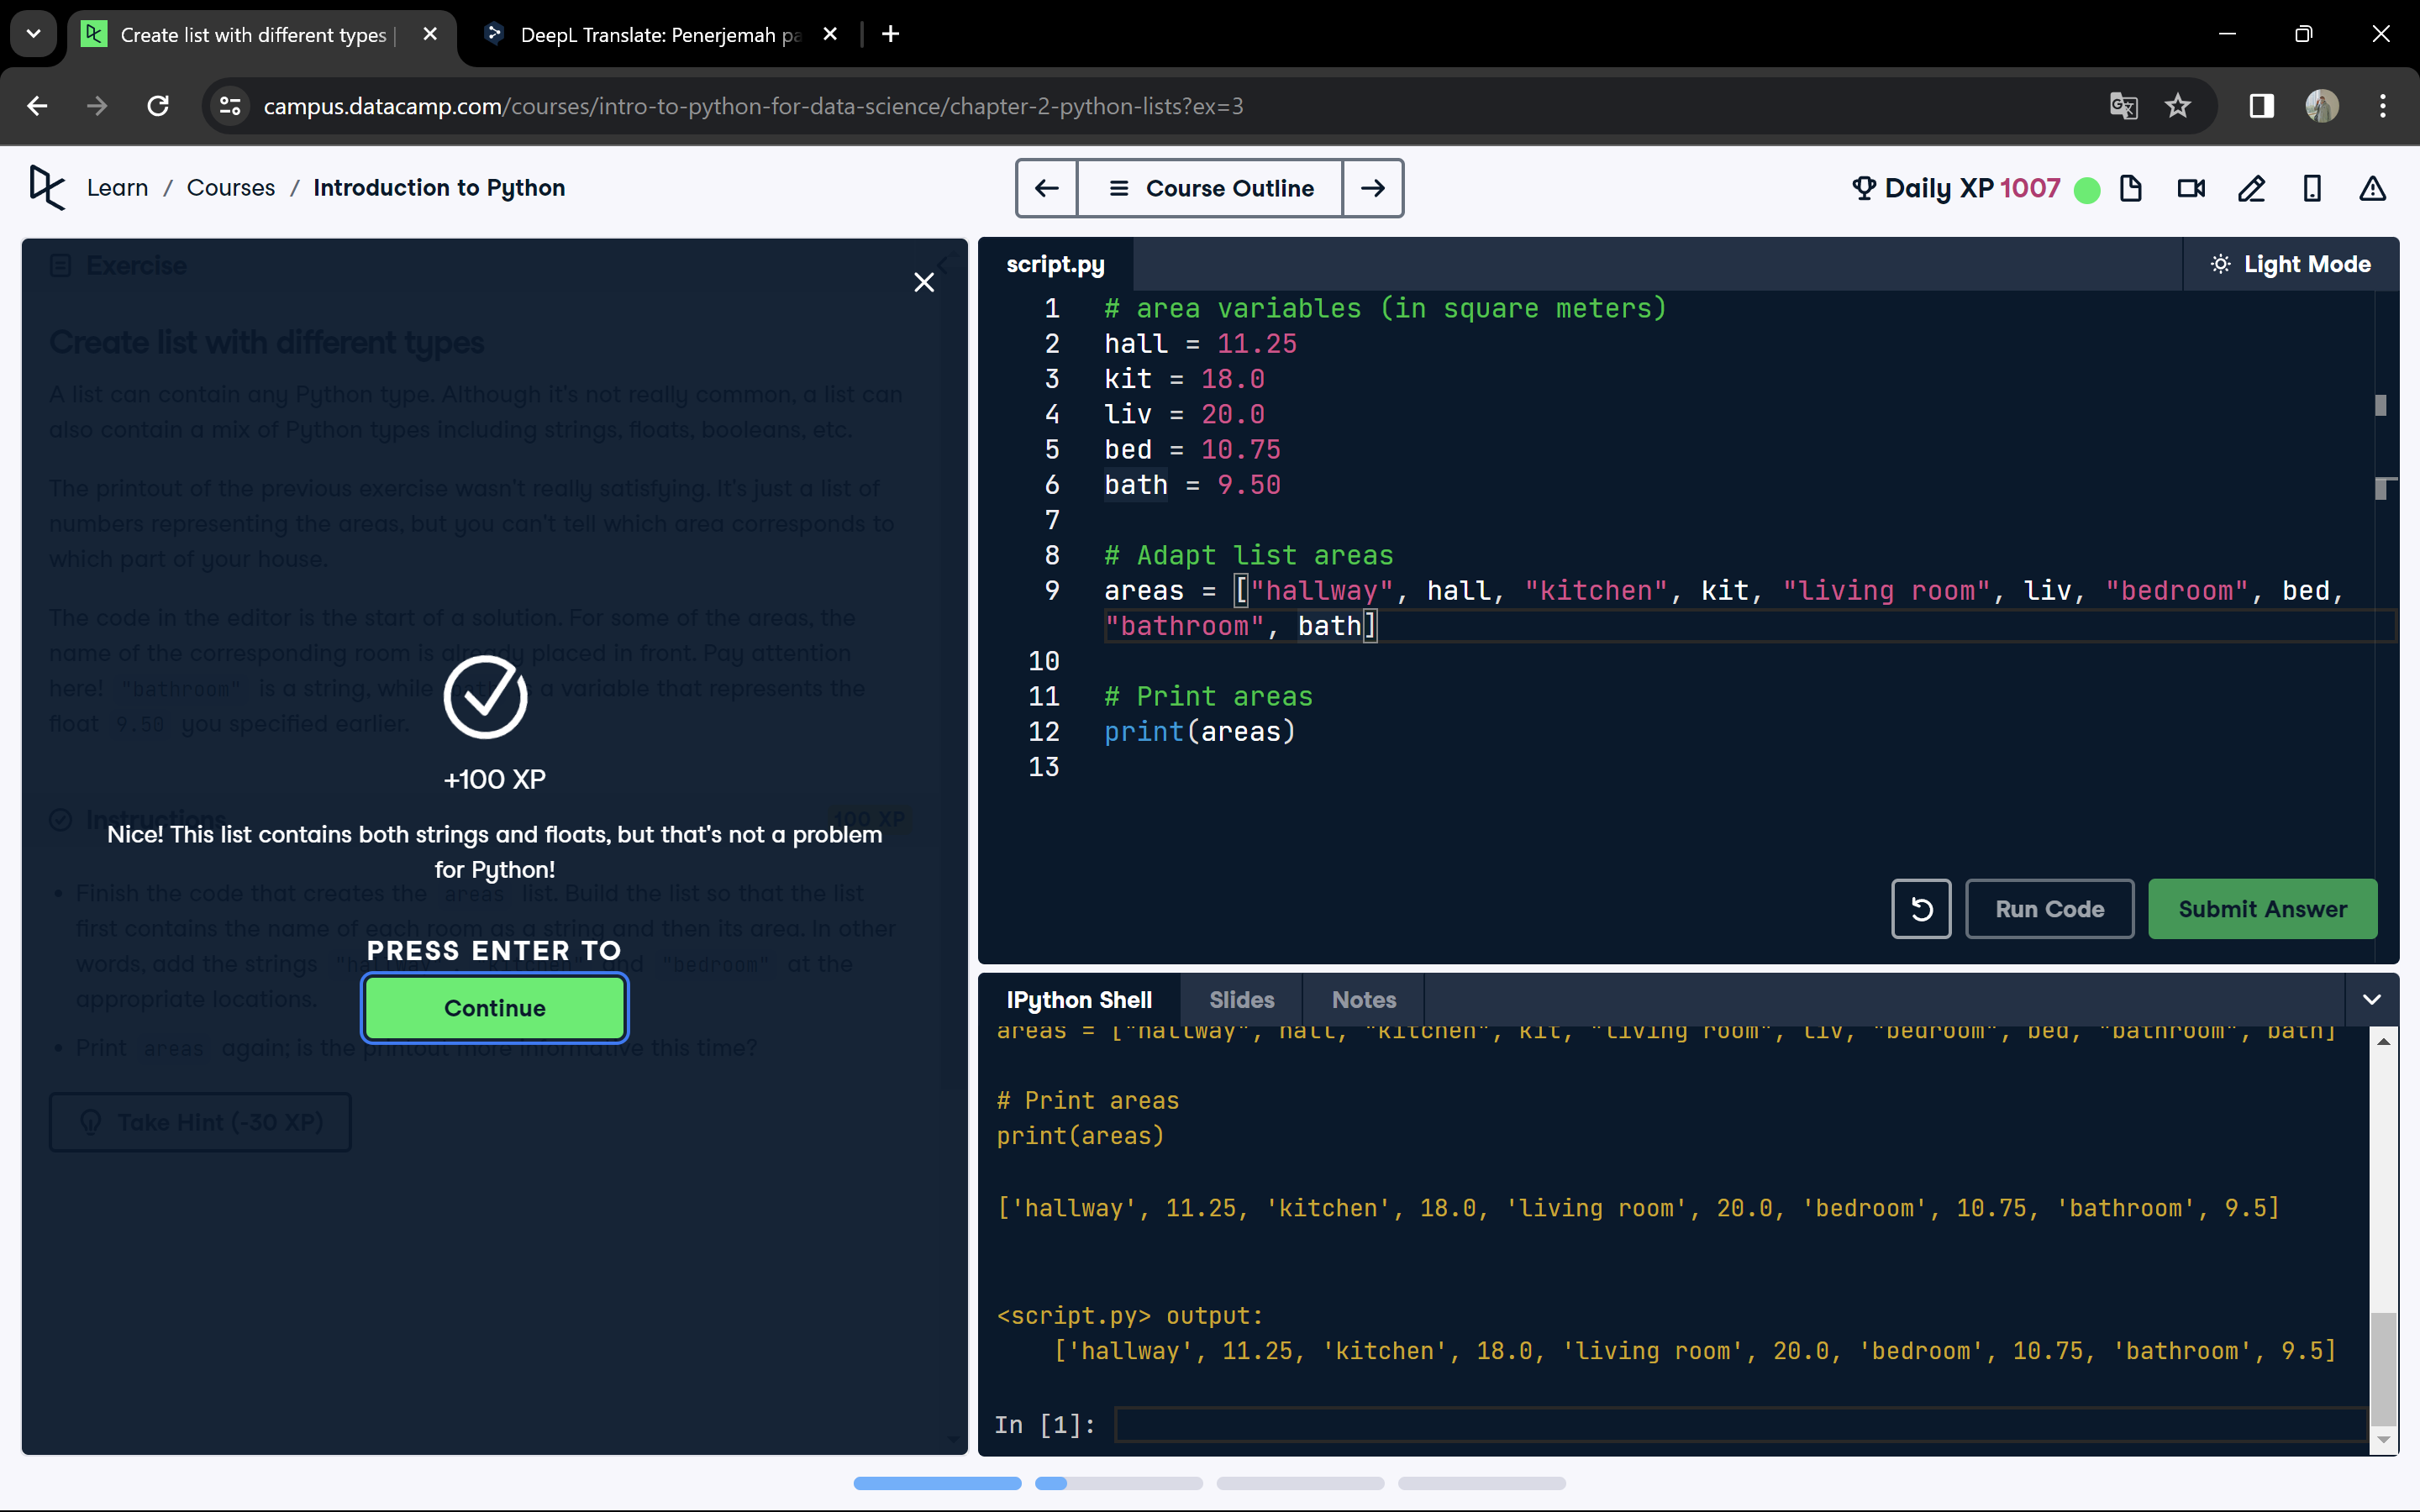 Create list with different types |
DeepL Translate: Penerjemah pa
campus.datacamp.com/courses/intro-to-python-for-data-science/chapter-2-python-lists?ex=3
Learn / Courses / Introduction to Python
Course Outline
Daily XP 1007
Exercise
Create list with different types
A list can contain any Python type. Although it's not really common, a list can
also contain a mix of Python types including strings, floats, booleans, etc.
The printout of the previous exercise wasn't really satisfying. It's just a list of
numbers representing the areas, but you can't tell which area corresponds to
which part of your house.
The code in the editor is the start of a solution. For some of the areas, the
name of the corresponding room is already placed in front. Pay attention
here! "bathroom" is a string, while a variable that represents the
float 9.50 you specified earlier.
+100 XP
Instructions
100 XP
Nice! This list contains both strings and floats, but that's not a problem
for Python!
• Finish the code that creates the areas list. Build the list so that the list
first contains the name of each room as a string and then its area. In other
words, add the strings "hallway", "kitchen" and "bedroom" at the
appropriate locations.
PRESS ENTER TO
Continue
• Print areas again; is the printout more informative this time?
Take Hint (-30 XP)
script.py
Light Mode
1 # area variables (in square meters)
2 hall = 11.25
3 kit = 18.0
4 liv = 20.0
5 bed = 10.75
6 bath = 9.50
7
8 # Adapt list areas
9 areas = ["hallway", hall, "kitchen", kit, "living room", liv, "bedroom", bed,
"bathroom", bath]
10
11 # Print areas
12 print(areas)
13
Run Code
Submit Answer
IPython Shell
Slides
Notes
areas = ["hallway", hall, "kitchen", kit, "living room", liv, "bedroom", bed, "bathroom", bath]
# Print areas
print(areas)
['hallway', 11.25, 'kitchen', 18.0, 'living room', 20.0, 'bedroom', 10.75, 'bathroom', 9.5]
<script.py> output:
['hallway', 11.25, 'kitchen', 18.0, 'living room', 20.0, 'bedroom', 10.75, 'bathroom', 9.5]
In [1]: